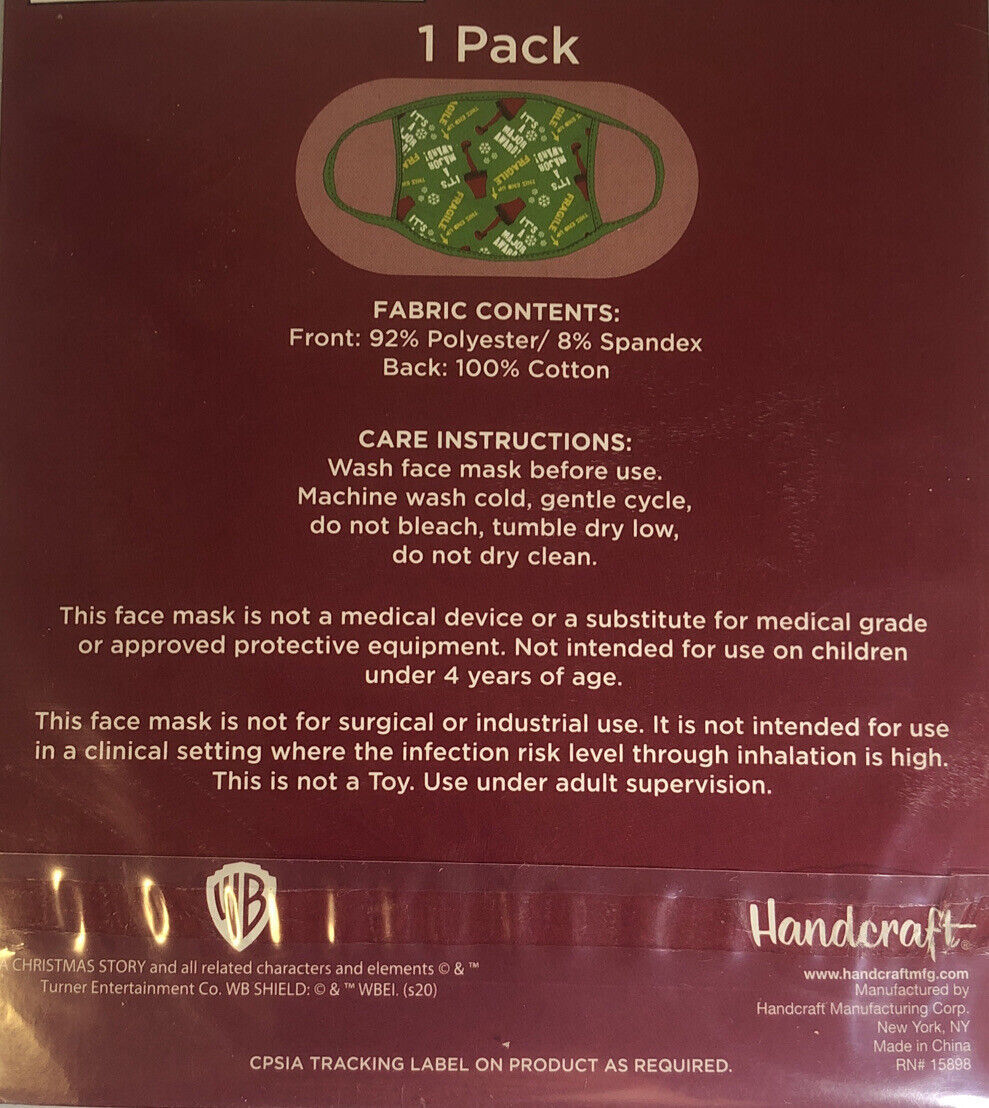 1 Pack
IT'S A MAJOR AWARD!
FRAGILE
THIS END UP
FABRIC CONTENTS:
Front: 92% Polyester/ 8% Spandex
Back: 100% Cotton
CARE INSTRUCTIONS:
Wash face mask before use.
Machine wash cold, gentle cycle,
do not bleach, tumble dry low,
do not dry clean.
This face mask is not a medical device or a substitute for medical grade
or approved protective equipment. Not intended for use on children
under 4 years of age.
This face mask is not for surgical or industrial use. It is not intended for use
in a clinical setting where the infection risk level through inhalation is high.
This is not a Toy. Use under adult supervision.
WB
A CHRISTMAS STORY and all related characters and elements © & ™
Turner Entertainment Co. WB SHIELD: © & ™ WBEI. (s20)
Handcraft®
www.handcraftmfg.com
Manufactured by
Handcraft Manufacturing Corp.
New York, NY
Made in China
RN# 15898
CPSIA TRACKING LABEL ON PRODUCT AS REQUIRED.